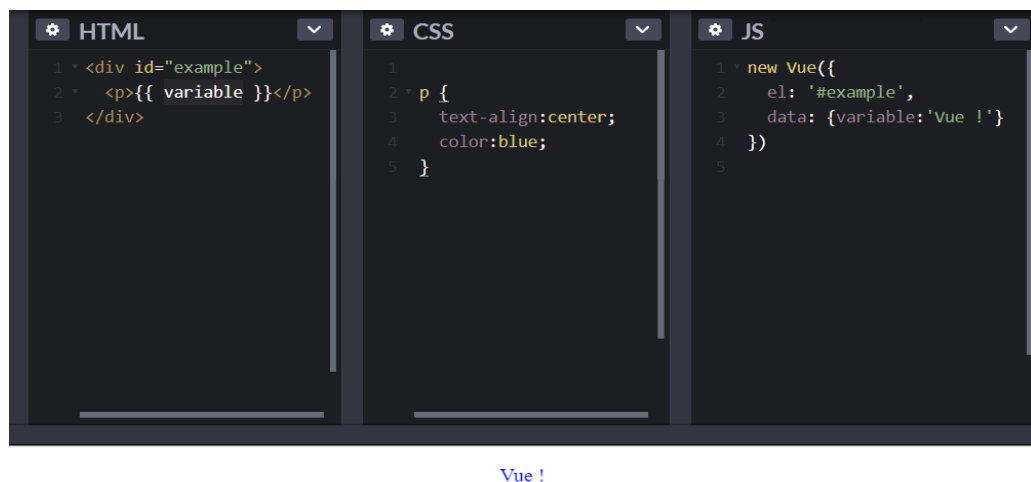 HTML
1 <div id="example">
2   <p>{{ variable }}</p>
3 </div>
CSS
1
2 p {
3   text-align:center;
4   color:blue;
5 }
JS
1 new Vue({
2   el: '#example',
3   data: {variable:'Vue !'}
4 })
5
Vue !